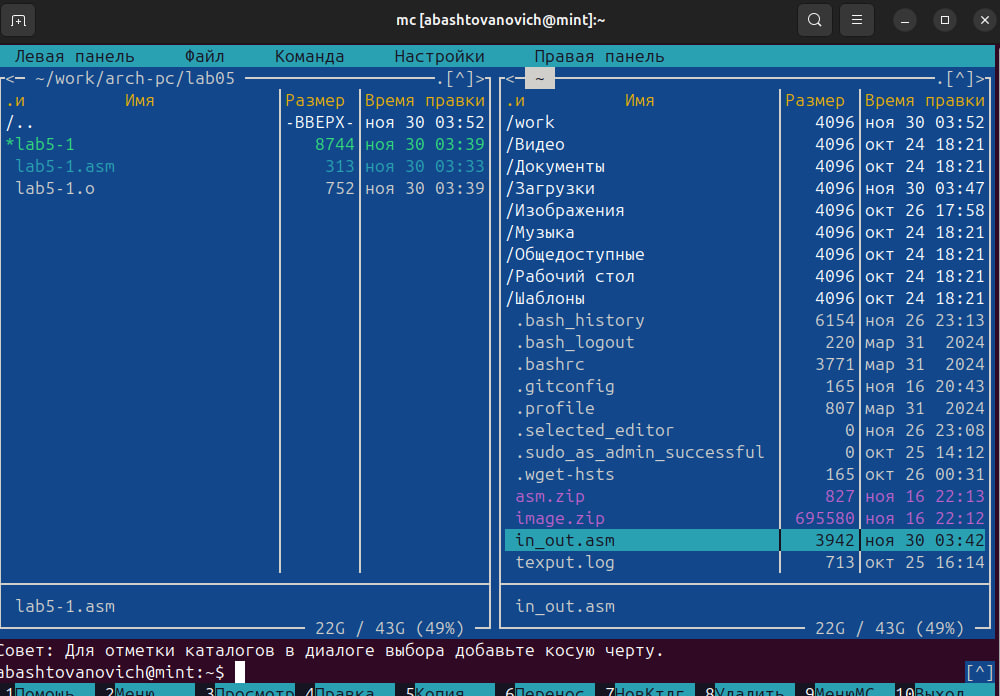 mc [abashtovanovich@mint]:~
Левая панель Файл Команда Настройки Правая панель
<─ ~/work/arch-pc/lab05 .[^]>
.и Имя Размер Время правки
/.. -ВВЕРХ- ноя 30 03:52
*lab5-1 8744 ноя 30 03:39
lab5-1.asm 313 ноя 30 03:33
lab5-1.o 752 ноя 30 03:39
lab5-1.asm
22G / 43G (49%)
<─ ~ .[^]>
.и Имя Размер Время правки
/work 4096 ноя 30 03:52
/Видео 4096 окт 24 18:21
/Документы 4096 окт 24 18:21
/Загрузки 4096 ноя 30 03:47
/Изображения 4096 окт 26 17:58
/Музыка 4096 окт 24 18:21
/Общедоступные 4096 окт 24 18:21
/Рабочий стол 4096 окт 24 18:21
/Шаблоны 4096 окт 24 18:21
.bash_history 6154 ноя 26 23:13
.bash_logout 220 мар 31 2024
.bashrc 3771 мар 31 2024
.gitconfig 165 ноя 16 20:43
.profile 807 мар 31 2024
.selected_editor 0 ноя 26 23:08
.sudo_as_admin_successful 0 окт 25 14:12
.wget-hsts 165 окт 26 00:31
asm.zip 827 ноя 16 22:13
image.zip 695580 ноя 16 22:12
in_out.asm 3942 ноя 30 03:42
texput.log 713 окт 25 16:14
in_out.asm
22G / 43G (49%)
Совет: Для отметки каталогов в диалоге выбора добавьте косую черту.
abashtovanovich@mint:~$ [^]
1Помощь 2Меню 3Просмотр 4Правка 5Копия 6Перенос 7НовКтлг 8Удалить 9МенюMC 10Выход